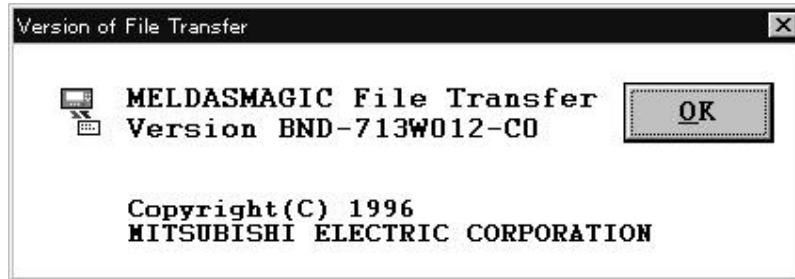 Version of File Transfer
MELDASMAGIC File Transfer
Version BND-713W012-C0
OK
Copyright(C) 1996
MITSUBISHI ELECTRIC CORPORATION